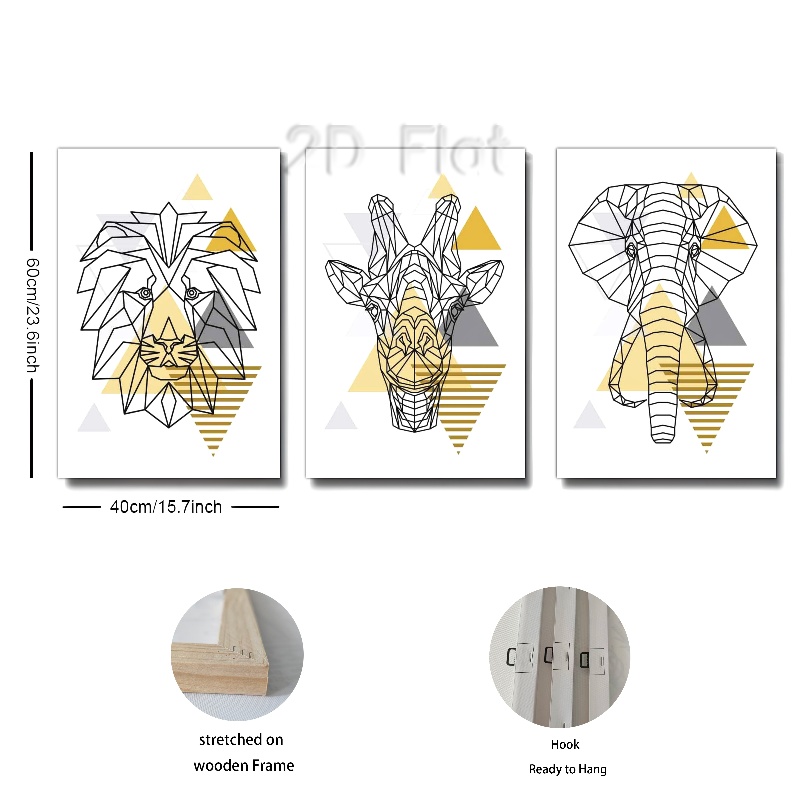 2D Flat
60cm/23.6inch
40cm/15.7inch
stretched on
wooden Frame
Hook
Ready to Hang